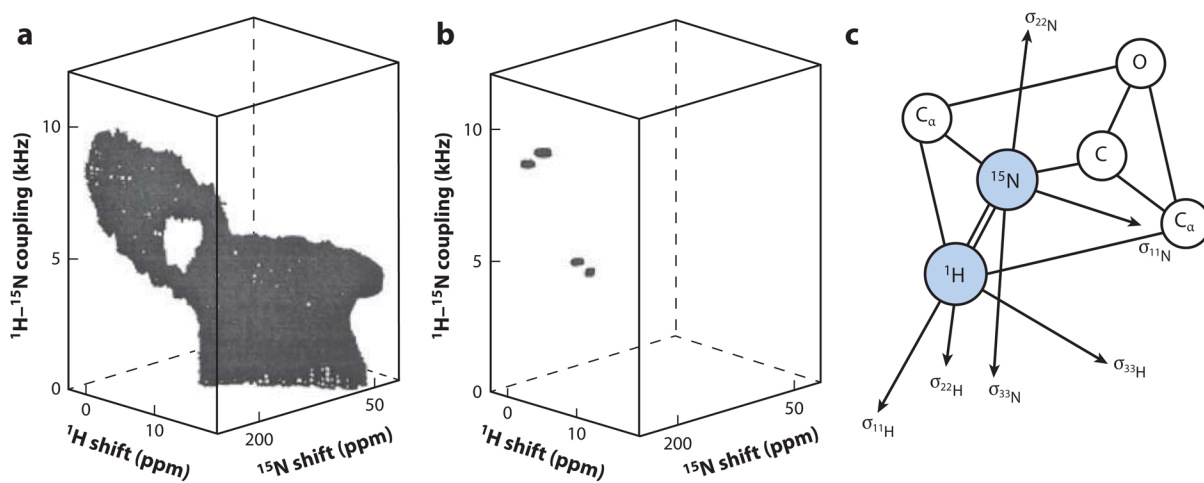 a
10
5
0
¹H–¹⁵N coupling (kHz)
0
10
¹H shift (ppm)
200
50
¹⁵N shift (ppm)
b
10
5
0
¹H–¹⁵N coupling (kHz)
0
10
¹H shift (ppm)
200
50
¹⁵N shift (ppm)
c
σ₂₂N
O
Cα
C
¹⁵N
Cα
σ₁₁N
¹H
σ₃₃H
σ₂₂H
σ₃₃N
σ₁₁H